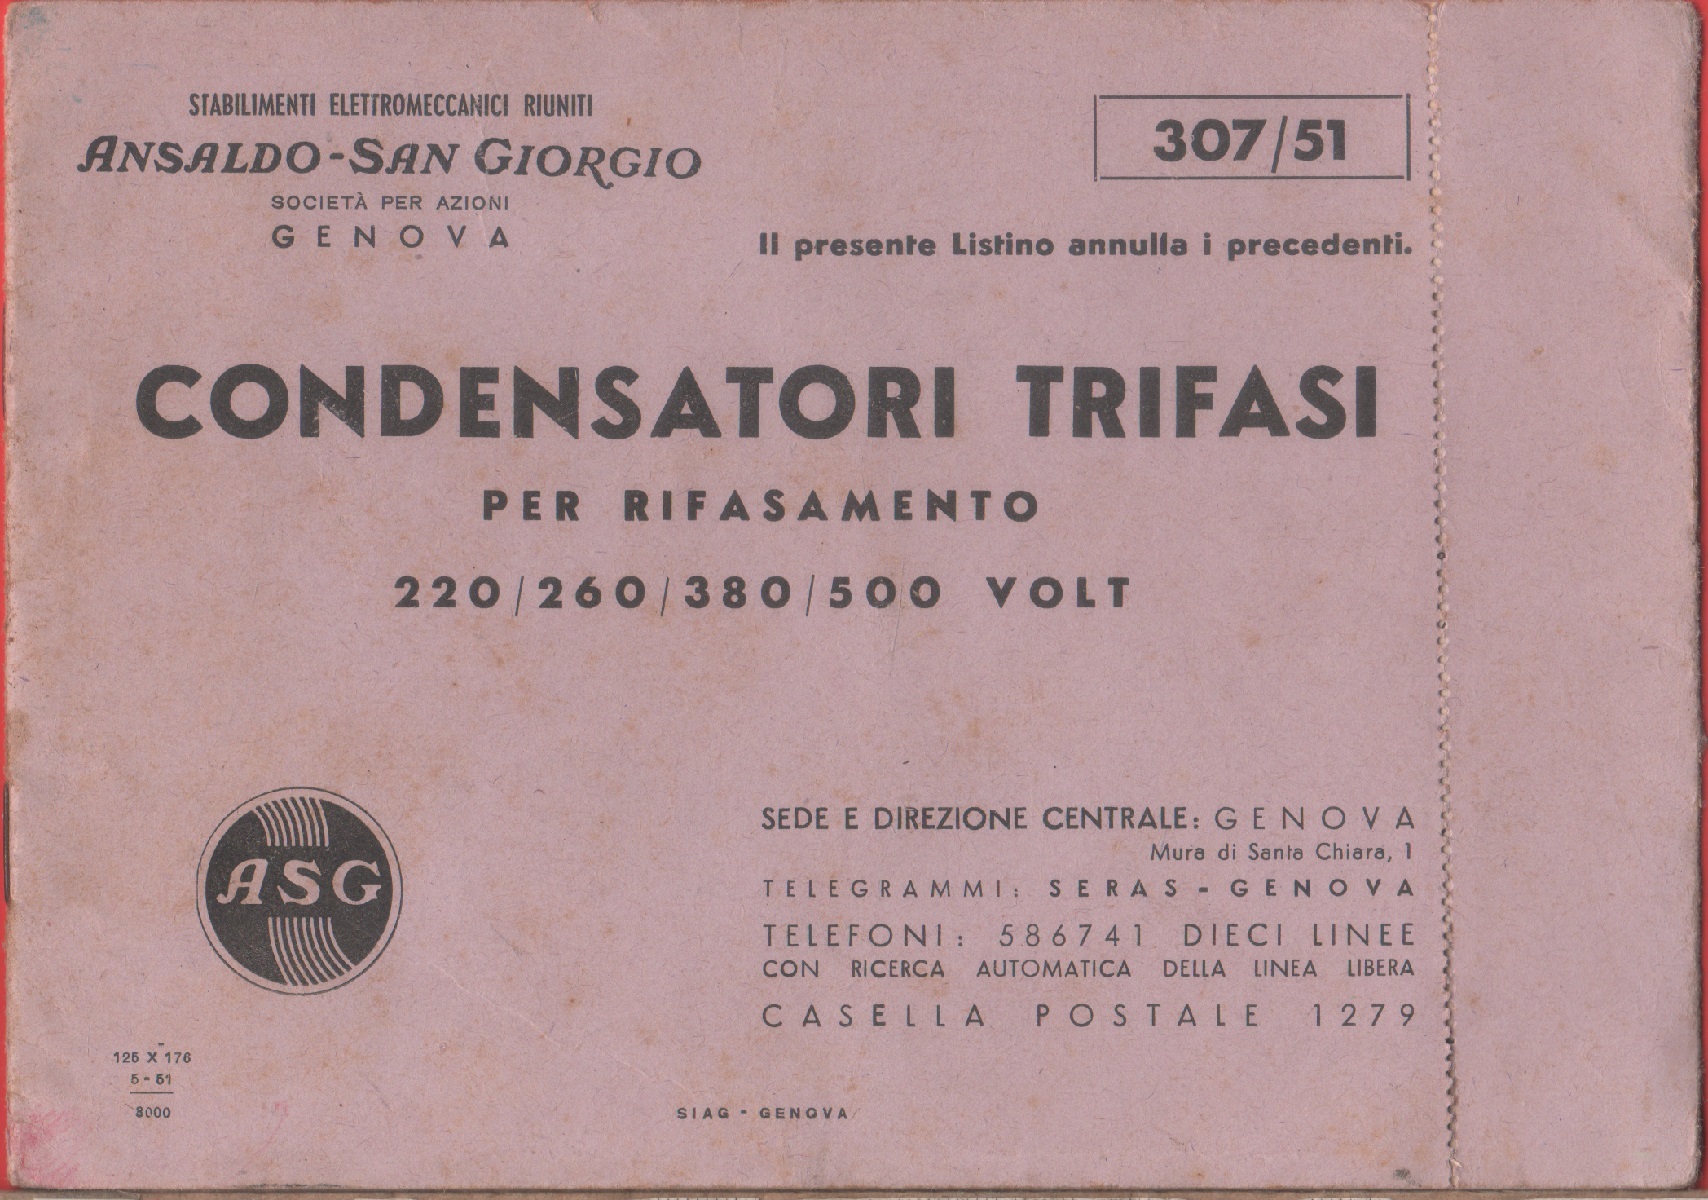 STABILIMENTI ELETTROMECCANICI RIUNITI
ANSALDO-SAN GIORGIO
SOCIETÀ PER AZIONI
GENOVA
307/51
Il presente Listino annulla i precedenti.
CONDENSATORI TRIFASI
PER RIFASAMENTO
220/260/380/500 VOLT
ASG
SEDE E DIREZIONE CENTRALE: GENOVA
Mura di Santa Chiara, 1
TELEGRAMMI: SERAS - GENOVA
TELEFONI: 586741 DIECI LINEE
CON RICERCA AUTOMATICA DELLA LINEA LIBERA
CASELLA POSTALE 1279
125 X 176
5 - 51
3000
SIAG - GENOVA